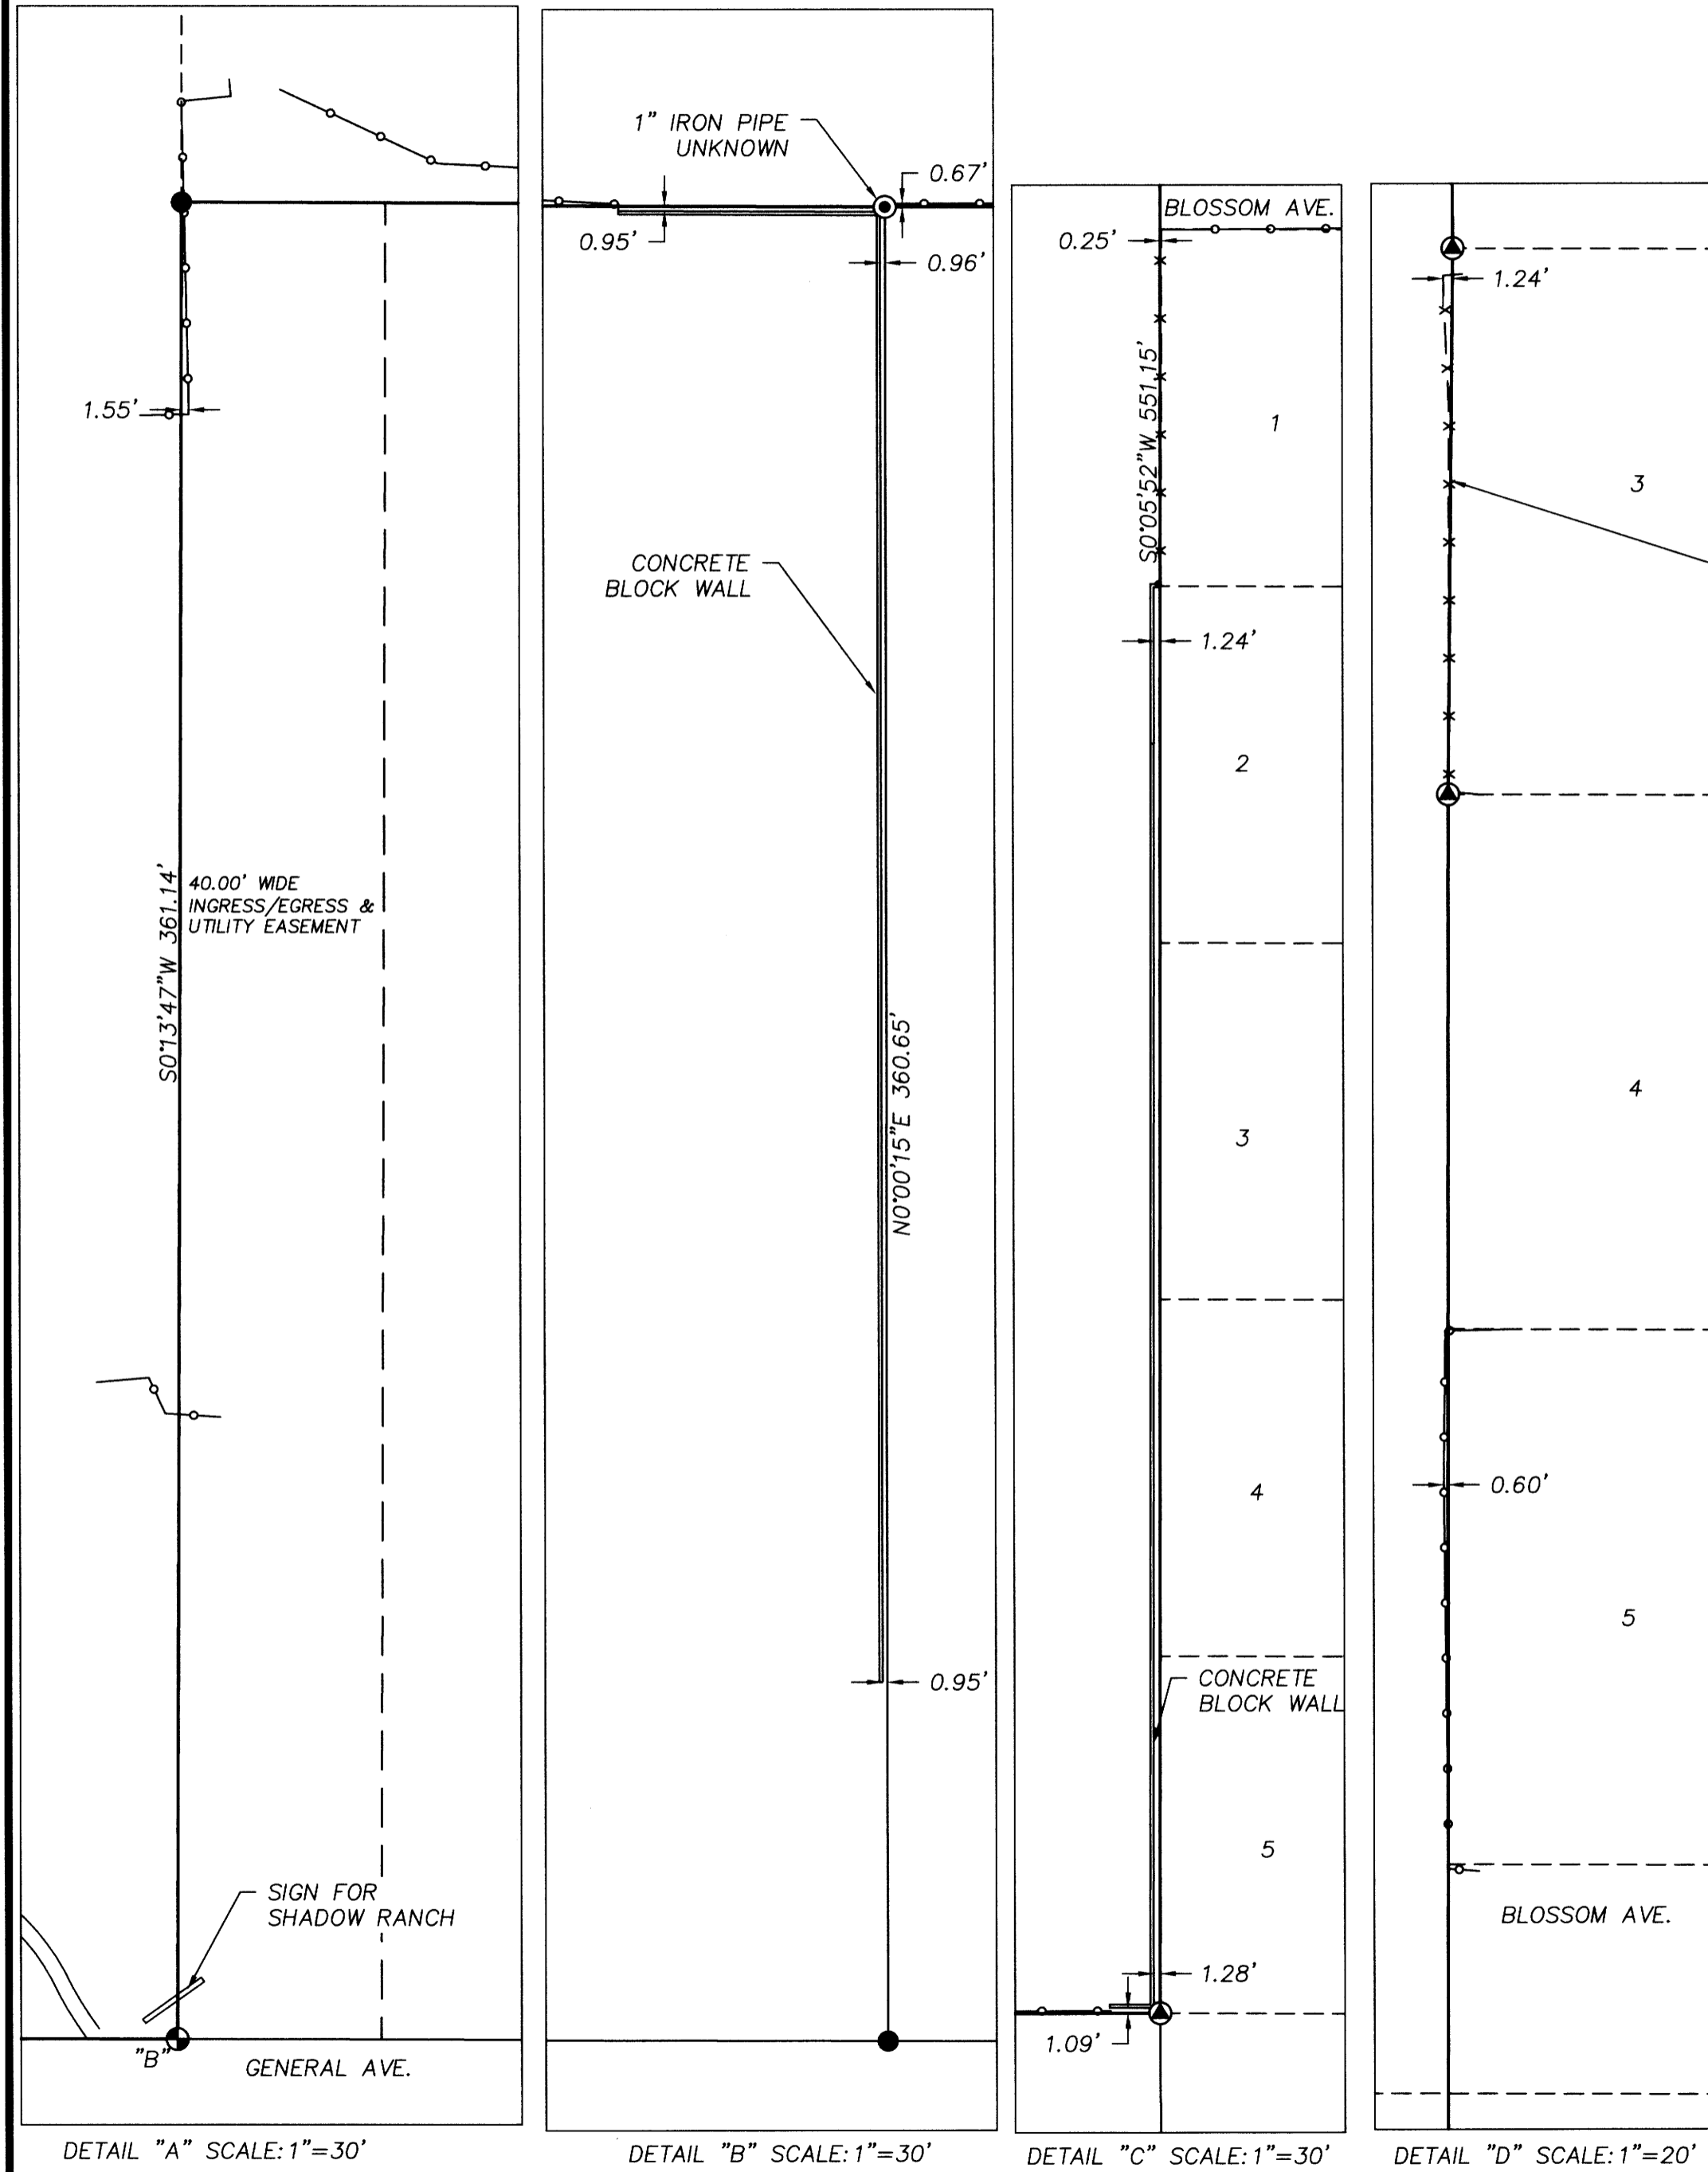 1.55'
S0°13'47"W 361.14'
40.00' WIDE
INGRESS/EGRESS &
UTILITY EASEMENT
SIGN FOR
SHADOW RANCH
"B"
GENERAL AVE.
DETAIL "A" SCALE: 1"=30'
1" IRON PIPE
UNKNOWN
0.67'
0.95'
0.96'
CONCRETE
BLOCK WALL
N0°00'15"E 360.65'
0.95'
DETAIL "B" SCALE: 1"=30'
BLOSSOM AVE.
0.25'
S0°05'52"W 551.15'
1
1.24'
2
3
4
CONCRETE
BLOCK WALL
5
1.28'
1.09'
DETAIL "C" SCALE: 1"=30'
1.24'
3
4
0.60'
5
BLOSSOM AVE.
DETAIL "D" SCALE: 1"=20'